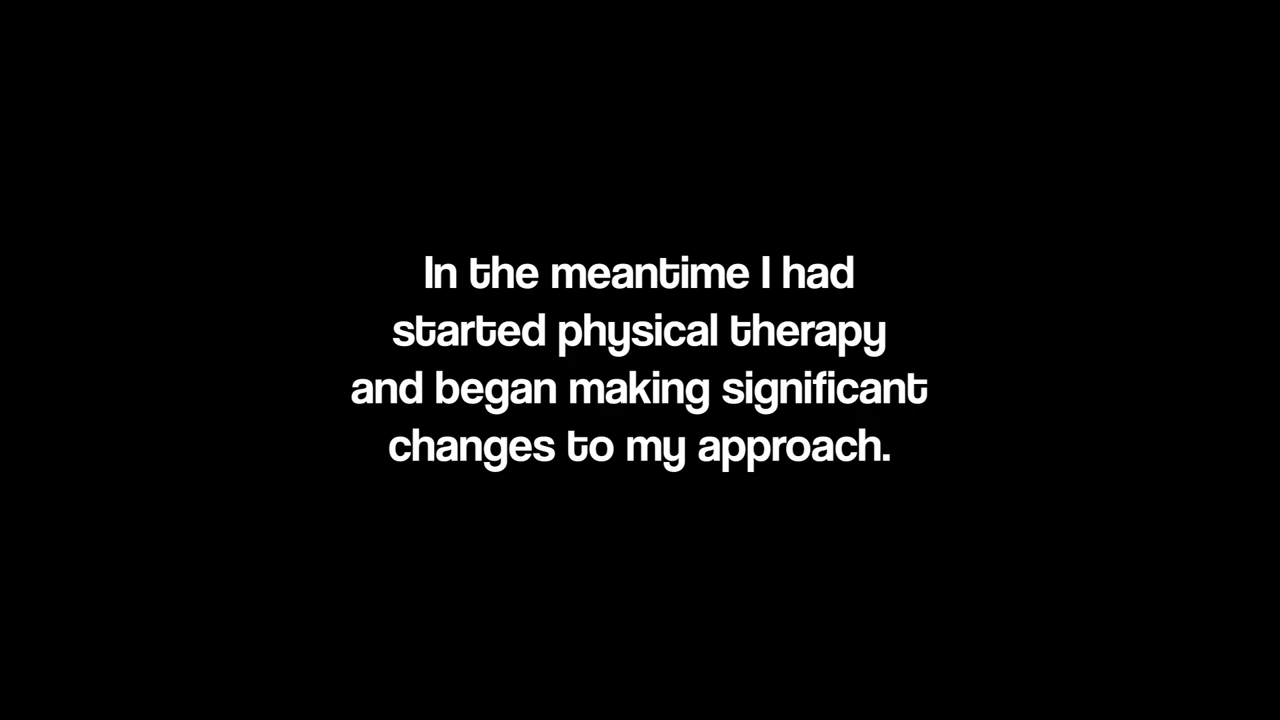 In the meantime I had
started physical therapy
and began making significant
changes to my approach.